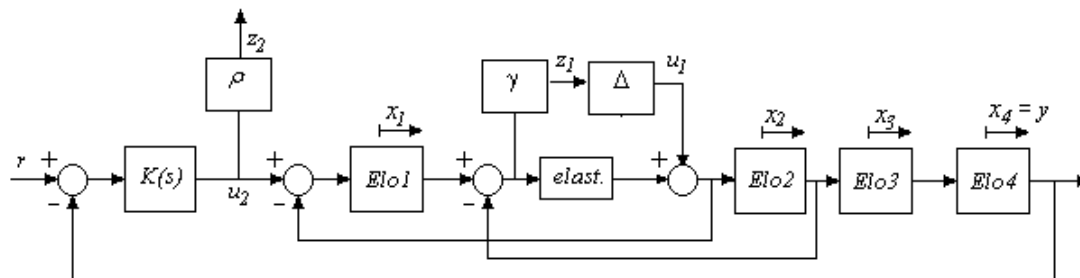 z2
ρ
γ
z1
Δ
u1
x1
x2
x3
x4 = y
r
+
−
K(s)
u2
+
−
Elo1
+
−
elast.
+
Elo2
Elo3
Elo4